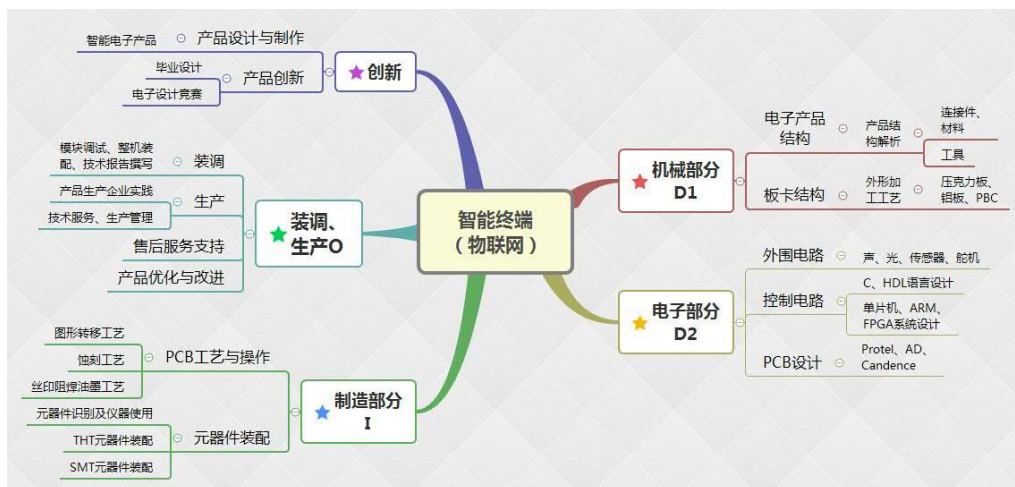 智能终端
（物联网）
创新
产品设计与制作
智能电子产品
产品创新
毕业设计
电子设计竞赛
装调、
生产O
装调
模块调试、整机装
配、技术报告撰写
生产
产品生产企业实践
技术服务、生产管理
售后服务支持
产品优化与改进
制造部分
I
PCB工艺与操作
图形转移工艺
蚀刻工艺
丝印阻焊油墨工艺
元器件装配
元器件识别及仪器使用
THT元器件装配
SMT元器件装配
机械部分
D1
电子产品
结构
产品结
构解析
连接件、
材料
工具
板卡结构
外形加
工工艺
压克力板、
铝板、PBC
电子部分
D2
外围电路
声、光、传感器、舵机
控制电路
C、HDL语言设计
单片机、ARM、
FPGA系统设计
PCB设计
Protel、AD、
Candence